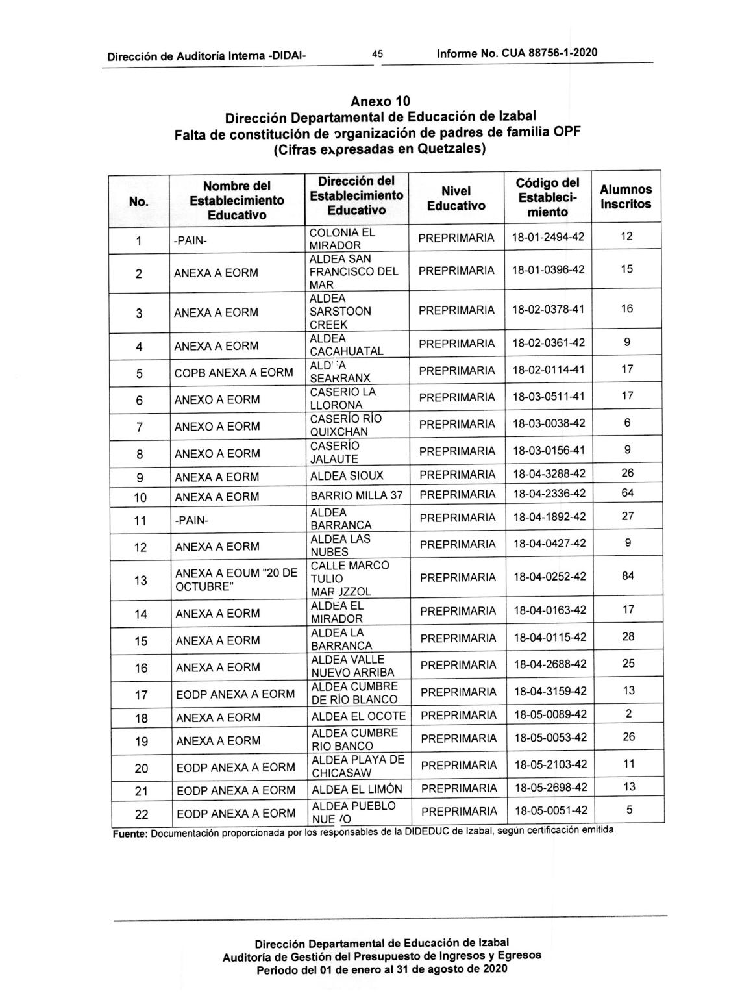 Dirección de Auditoría Interna -DIDAI- 45 Informe No. CUA 88756-1-2020
Anexo 10
Dirección Departamental de Educación de Izabal
Falta de constitución de organización de padres de familia OPF
(Cifras expresadas en Quetzales)
No. Nombre del Establecimiento Educativo Dirección del Establecimiento Educativo Nivel Educativo Código del Estableci-miento Alumnos Inscritos
1 -PAIN- COLONIA EL MIRADOR PREPRIMARIA 18-01-2494-42 12
2 ANEXA A EORM ALDEA SAN FRANCISCO DEL MAR PREPRIMARIA 18-01-0396-42 15
3 ANEXA A EORM ALDEA SARSTOON CREEK PREPRIMARIA 18-02-0378-41 16
4 ANEXA A EORM ALDEA CACAHUATAL PREPRIMARIA 18-02-0361-42 9
5 COPB ANEXA A EORM ALDEA SEARRANX PREPRIMARIA 18-02-0114-41 17
6 ANEXO A EORM CASERIO LA LLORONA PREPRIMARIA 18-03-0511-41 17
7 ANEXO A EORM CASERÍO RÍO QUIXCHAN PREPRIMARIA 18-03-0038-42 6
8 ANEXO A EORM CASERÍO JALAUTE PREPRIMARIA 18-03-0156-41 9
9 ANEXA A EORM ALDEA SIOUX PREPRIMARIA 18-04-3288-42 26
10 ANEXA A EORM BARRIO MILLA 37 PREPRIMARIA 18-04-2336-42 64
11 -PAIN- ALDEA BARRANCA PREPRIMARIA 18-04-1892-42 27
12 ANEXA A EORM ALDEA LAS NUBES PREPRIMARIA 18-04-0427-42 9
13 ANEXA A EOUM "20 DE OCTUBRE" CALLE MARCO TULIO PREPRIMARIA 18-04-0252-42 84
14 ANEXA A EORM ALDEA EL MIRADOR PREPRIMARIA 18-04-0163-42 17
15 ANEXA A EORM ALDEA LA BARRANCA PREPRIMARIA 18-04-0115-42 28
16 ANEXA A EORM ALDEA VALLE NUEVO ARRIBA PREPRIMARIA 18-04-2688-42 25
17 EODP ANEXA A EORM ALDEA CUMBRE DE RÍO BLANCO PREPRIMARIA 18-04-3159-42 13
18 ANEXA A EORM ALDEA EL OCOTE PREPRIMARIA 18-05-0089-42 2
19 ANEXA A EORM ALDEA CUMBRE RIO BANCO PREPRIMARIA 18-05-0053-42 26
20 EODP ANEXA A EORM ALDEA PLAYA DE CHICASAW PREPRIMARIA 18-05-2103-42 11
21 EODP ANEXA A EORM ALDEA EL LIMÓN PREPRIMARIA 18-05-2698-42 13
22 EODP ANEXA A EORM ALDEA PUEBLO NUEVO PREPRIMARIA 18-05-0051-42 5
Fuente: Documentación proporcionada por los responsables de la DIDEDUC de Izabal, según certificación emitida.
Dirección Departamental de Educación de Izabal
Auditoría de Gestión del Presupuesto de Ingresos y Egresos
Periodo del 01 de enero al 31 de agosto de 2020